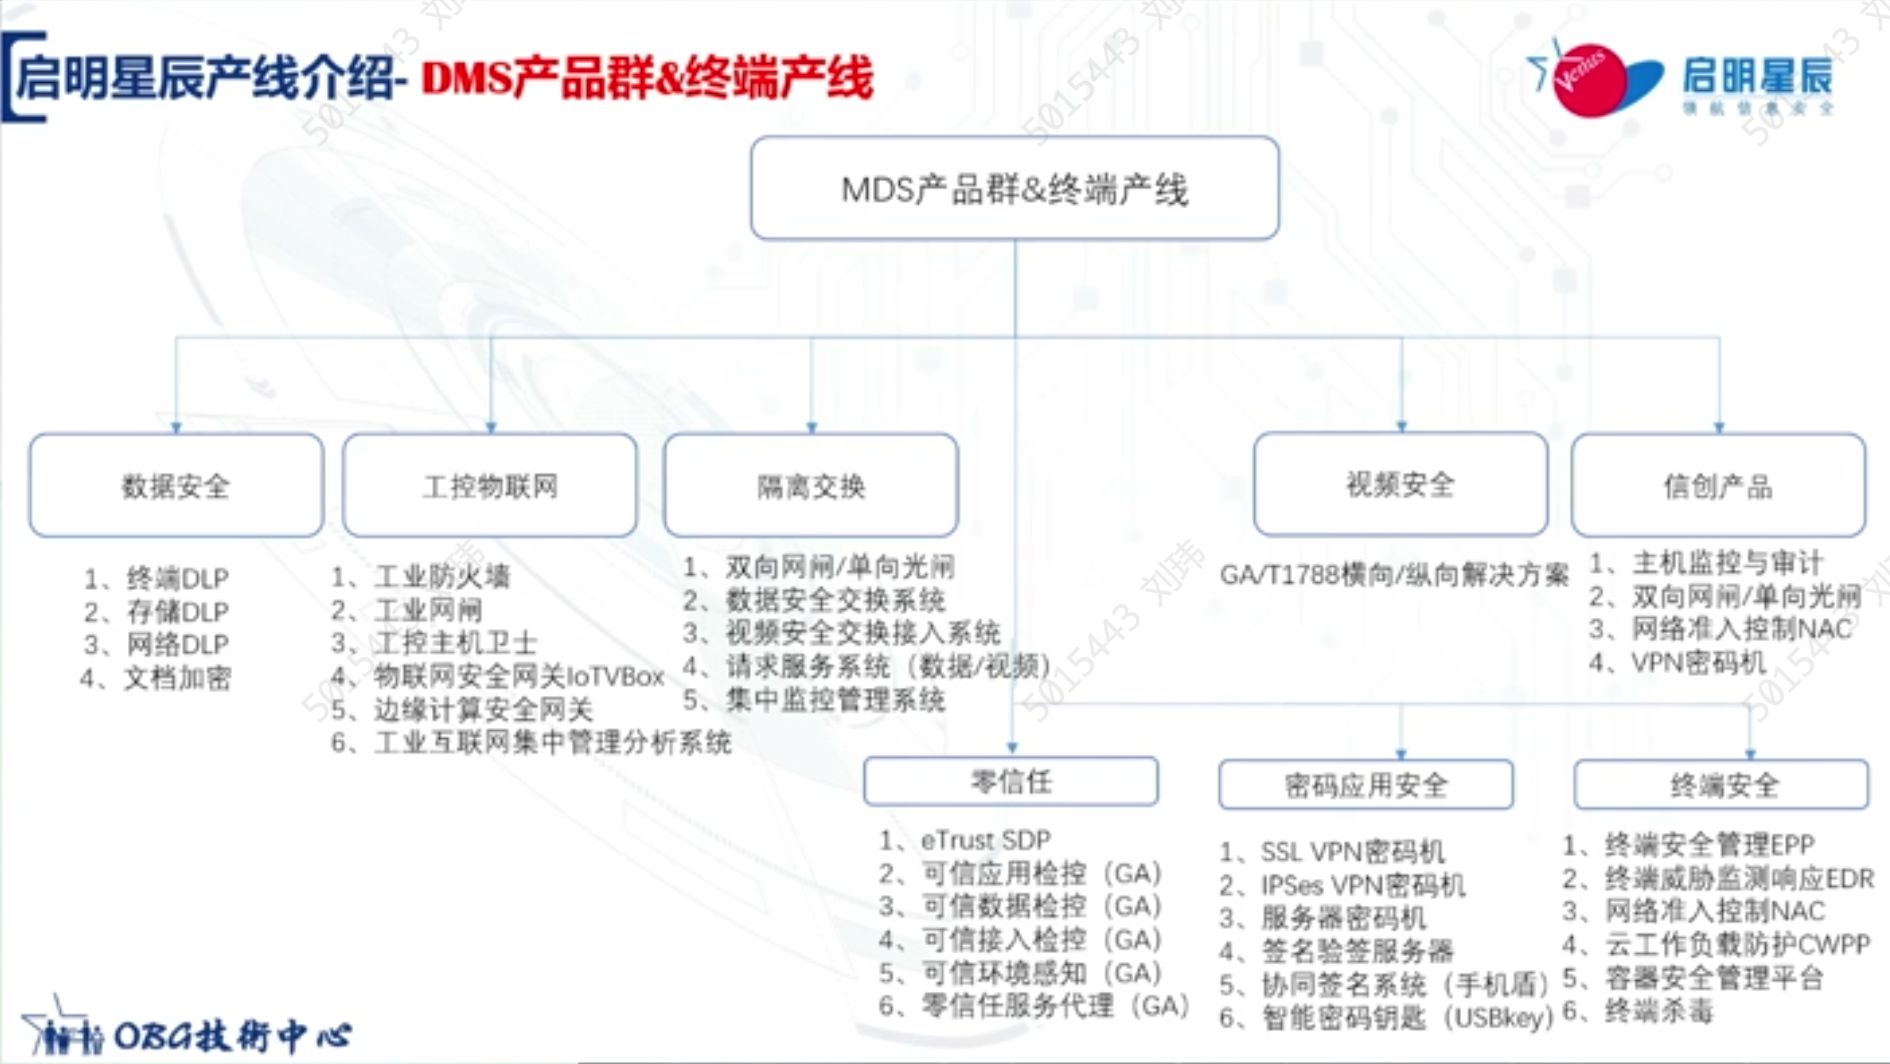 启明星辰产线介绍- DMS产品群&终端产线
Venus
启明星辰
领航信息安全
MDS产品群&终端产线
数据安全
工控物联网
隔离交换
视频安全
信创产品
1、终端DLP
2、存储DLP
3、网络DLP
4、文档加密
1、工业防火墙
2、工业网闸
3、工控主机卫士
4、物联网安全网关IoTVBox
5、边缘计算安全网关
6、工业互联网集中管理分析系统
1、双向网闸/单向光闸
2、数据安全交换系统
3、视频安全交换接入系统
4、请求服务系统（数据/视频）
5、集中监控管理系统
GA/T1788横向/纵向解决方案
1、主机监控与审计
2、双向网闸/单向光闸
3、网络准入控制NAC
4、VPN密码机
零信任
密码应用安全
终端安全
1、eTrust SDP
2、可信应用检控（GA）
3、可信数据检控（GA）
4、可信接入检控（GA）
5、可信环境感知（GA）
6、零信任服务代理（GA）
1、SSL VPN密码机
2、IPSes VPN密码机
3、服务器密码机
4、签名验签服务器
5、协同签名系统（手机盾）
6、智能密码钥匙（USBkey）
1、终端安全管理EPP
2、终端威胁监测响应EDR
3、网络准入控制NAC
4、云工作负载防护CWPP
5、容器安全管理平台
6、终端杀毒
OBG技術中心
5015443 刘玮
5015443 刘玮
5015443 刘玮
5015443 刘玮
5015443 刘玮
5015443 刘玮